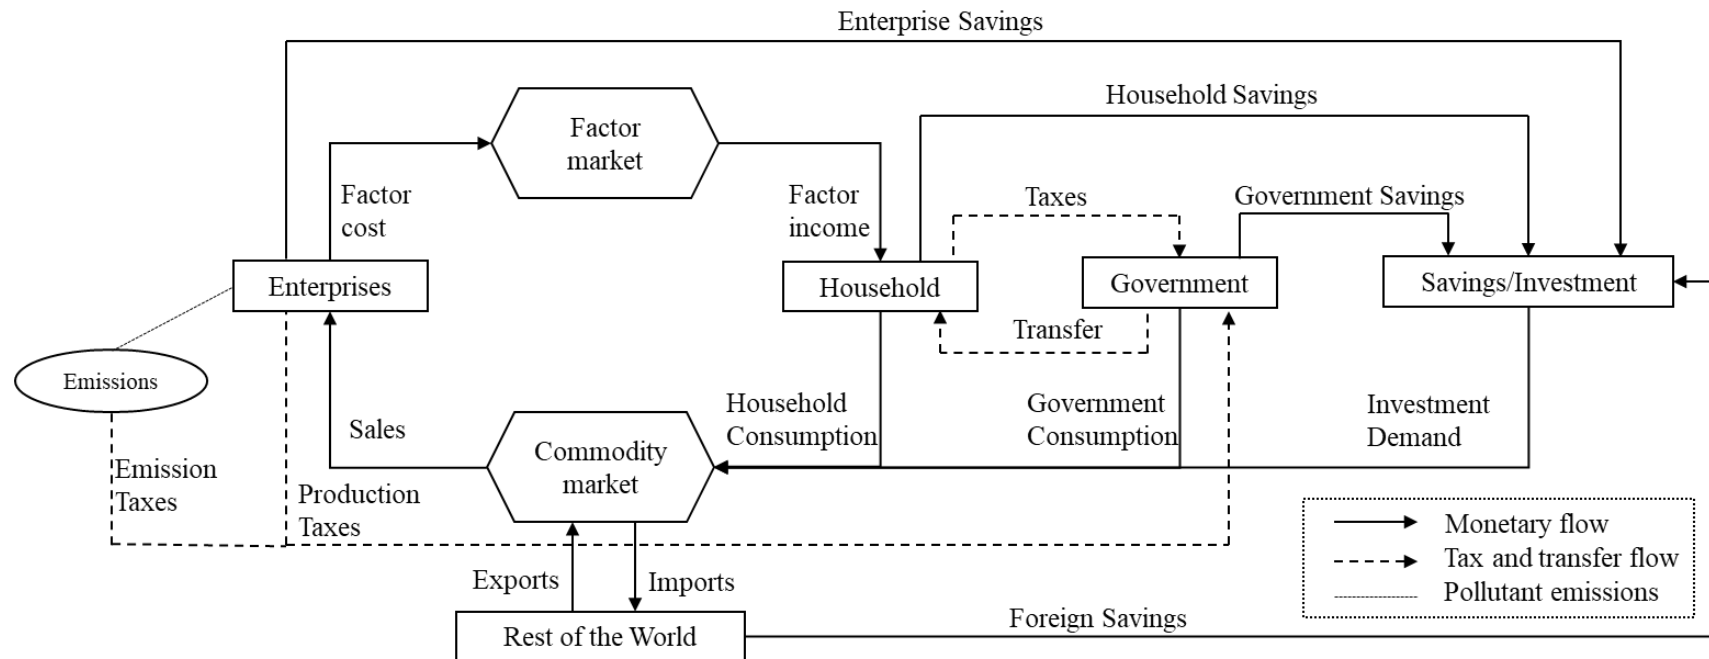 Enterprise Savings
Household Savings
Factor
market
Factor
cost
Factor
income
Taxes
Government Savings
Enterprises
Household
Government
Savings/Investment
Transfer
Emissions
Sales
Household
Consumption
Government
Consumption
Investment
Demand
Commodity
market
Emission
Taxes
Production
Taxes
Exports
Imports
Rest of the World
Foreign Savings
Monetary flow
Tax and transfer flow
Pollutant emissions